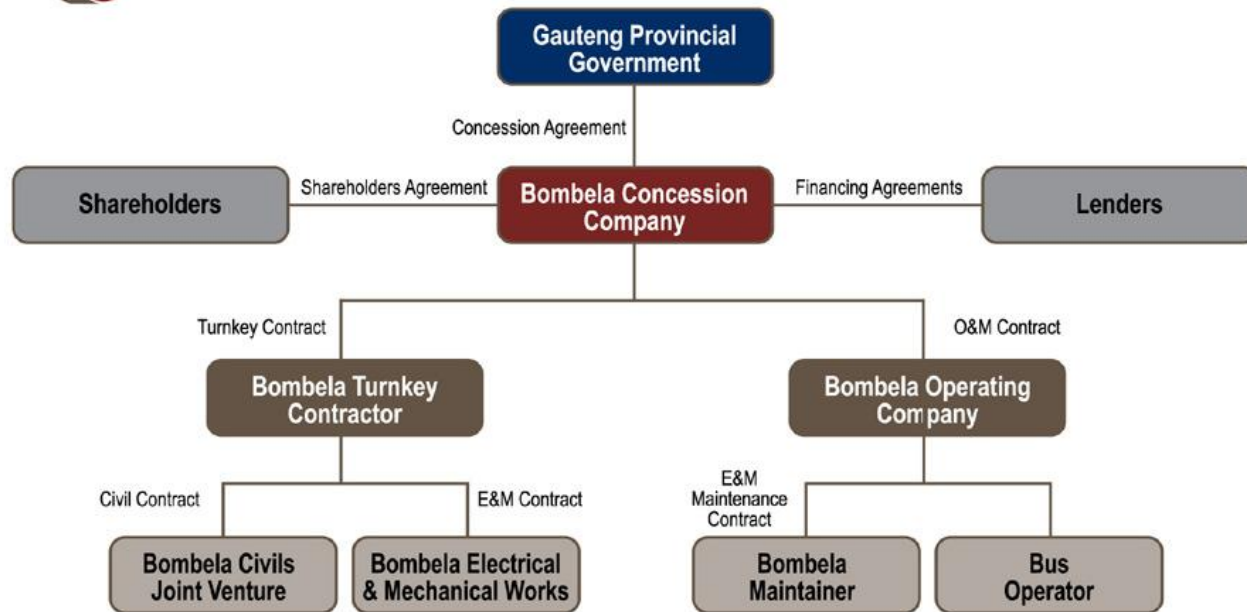 Gauteng Provincial
Government
Concession Agreement
Shareholders
Shareholders Agreement
Bombela Concession
Company
Financing Agreements
Lenders
Turnkey Contract
O&M Contract
Bombela Turnkey
Contractor
Bombela Operating
Company
Civil Contract
E&M Contract
E&M
Maintenance
Contract
Bombela Civils
Joint Venture
Bombela Electrical
& Mechanical Works
Bombela
Maintainer
Bus
Operator